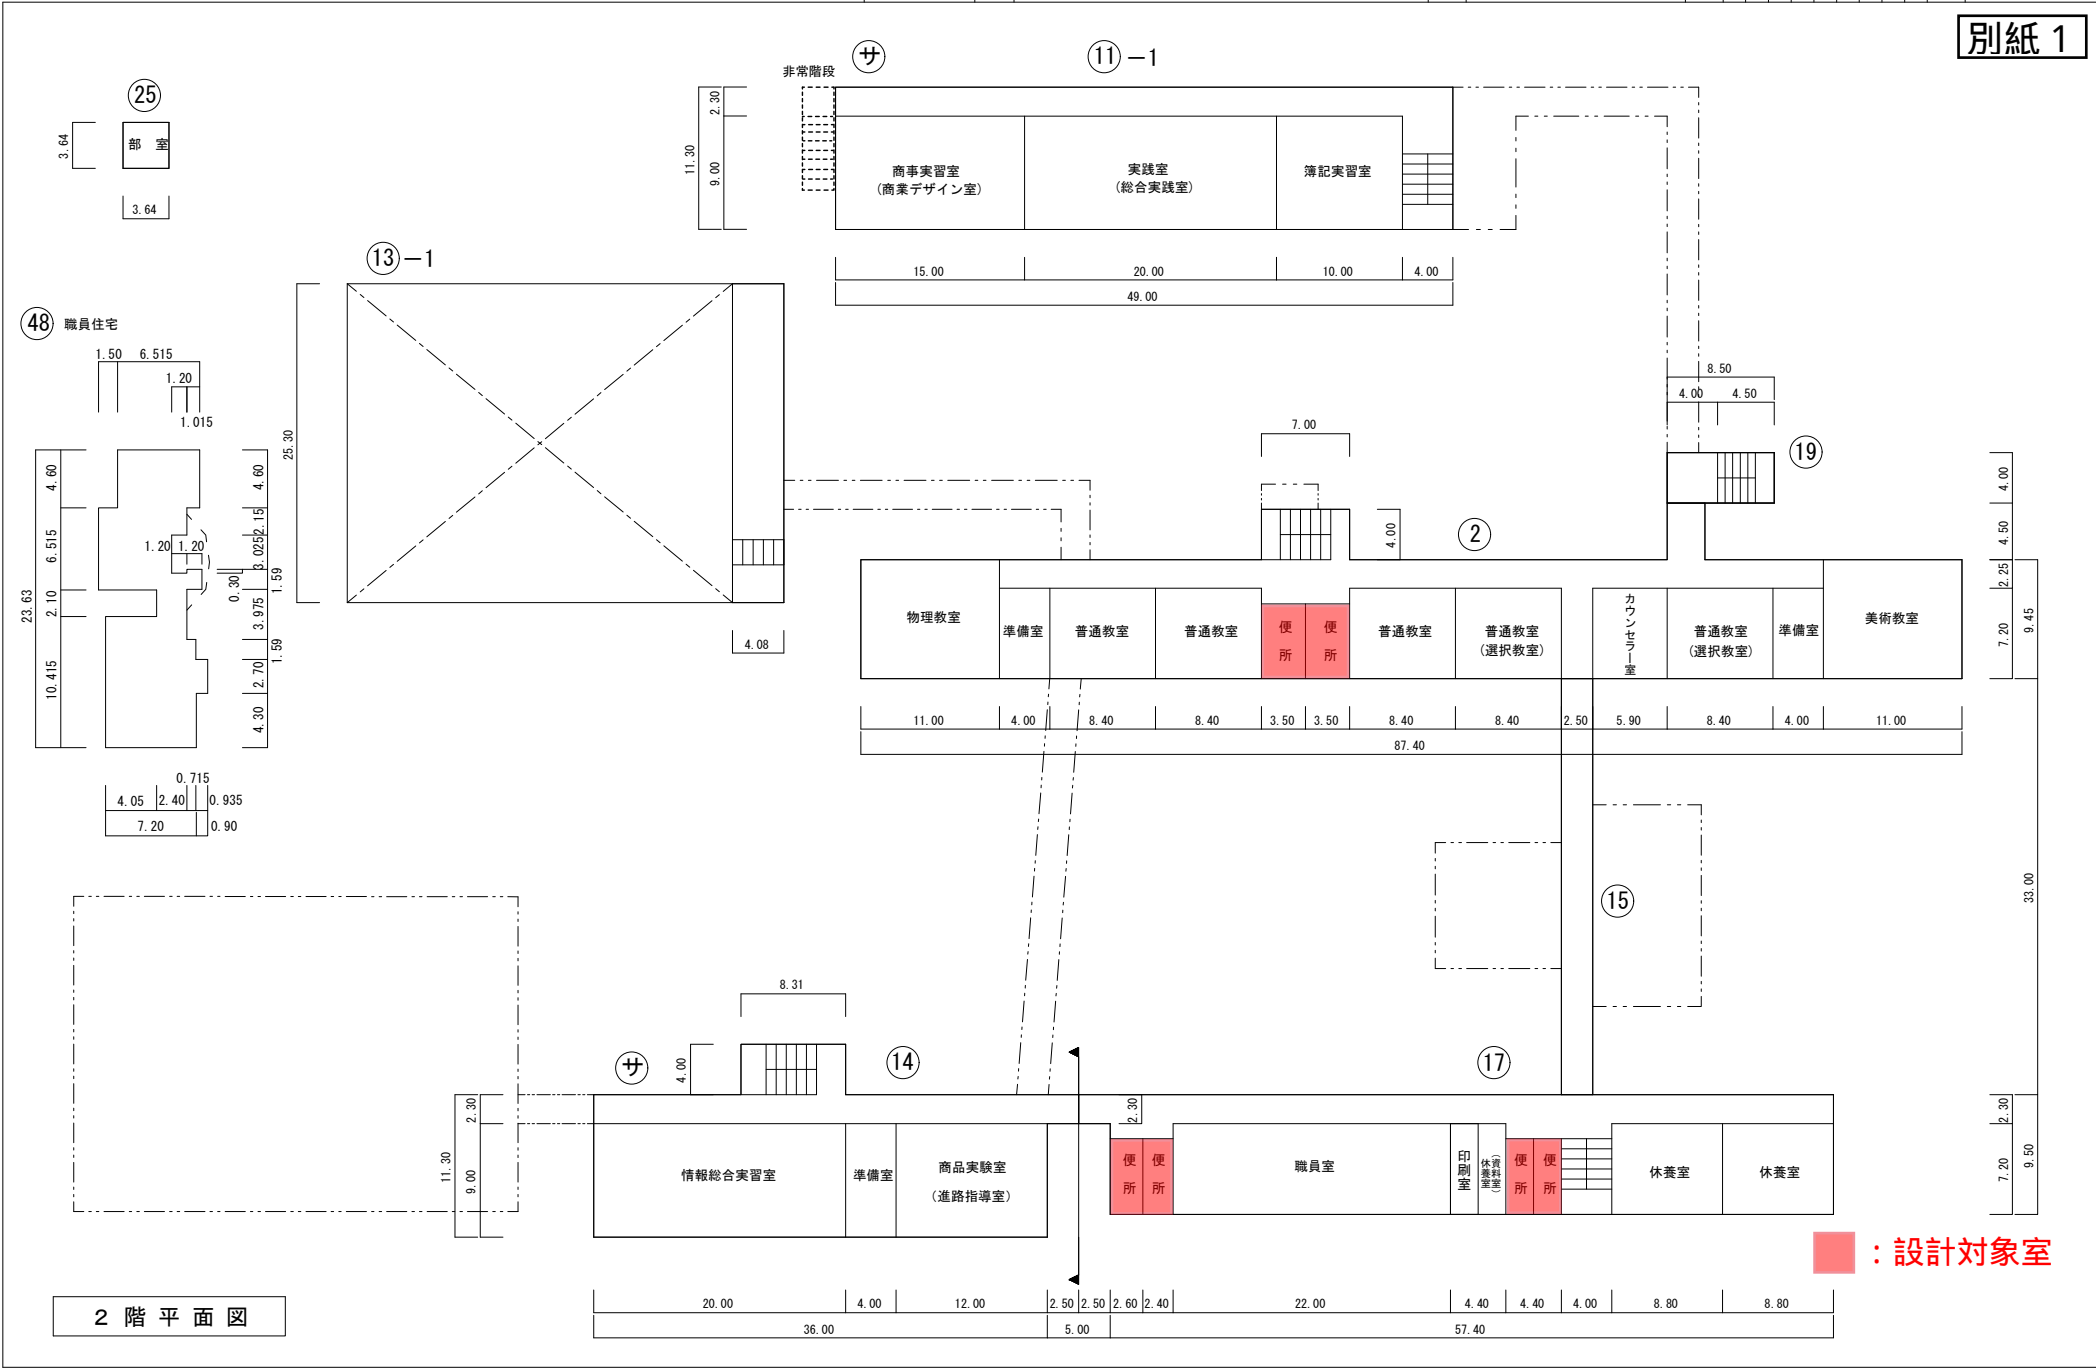 別紙 1
㋚
⑪ー1
非常階段
2.30
11.30
9.00
商事実習室
(商業デザイン室)
実践室
(総合実践室)
簿記実習室
15.00
20.00
10.00
4.00
49.00
㉕
部 室
3.64
3.64
⑬ー1
25.30
4.08
㊽ 職員住宅
1.50
6.515
1.20
1.015
4.60
6.515
2.10
10.415
23.63
4.60
2.15
3.025
1.59
3.975
1.59
2.70
4.30
1.20
1.20
0.30
0.715
4.05
2.40
0.935
7.20
0.90
8.50
4.00
4.50
⑲
7.00
4.00
②
4.00
4.50
2.25
7.20
9.45
33.00
物理教室
準備室
普通教室
普通教室
便所
便所
普通教室
普通教室
(選択教室)
カウンセラー室
普通教室
(選択教室)
準備室
美術教室
11.00
4.00
8.40
8.40
3.50
3.50
8.40
8.40
2.50
5.90
8.40
4.00
11.00
87.40
⑮
8.31
4.00
㋚
⑭
⑰
2.30
11.30
9.00
2.30
2.30
7.20
9.50
情報総合実習室
準備室
商品実験室
(進路指導室)
便所
便所
職員室
印刷室
休養室
(資料室)
便所
便所
休養室
休養室
:設計対象室
20.00
4.00
12.00
2.50
2.50
2.60
2.40
22.00
4.40
4.40
4.00
8.80
8.80
36.00
5.00
57.40
2 階 平 面 図